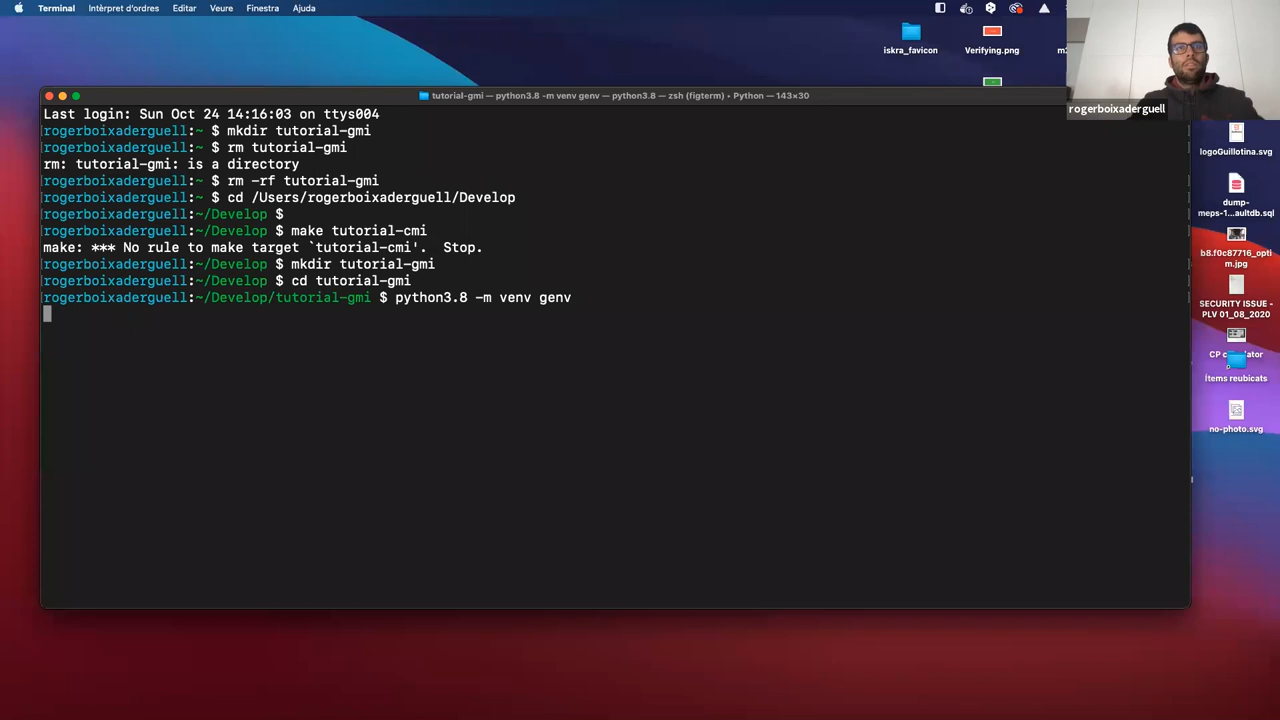 Terminal Intèrpret d'ordres Editar Veure Finestra Ajuda
iskra_favicon
Verifying.png
rogerboixaderguell
tutorial-gmi — python3.8 -m venv genv — python3.8 — zsh (figterm) • Python — 143×30
Last login: Sun Oct 24 14:16:03 on ttys004
rogerboixaderguell:~ $ mkdir tutorial-gmi
rogerboixaderguell:~ $ rm tutorial-gmi
rm: tutorial-gmi: is a directory
rogerboixaderguell:~ $ rm -rf tutorial-gmi
rogerboixaderguell:~ $ cd /Users/rogerboixaderguell/Develop
rogerboixaderguell:~/Develop $
rogerboixaderguell:~/Develop $ make tutorial-cmi
make: *** No rule to make target `tutorial-cmi'.  Stop.
rogerboixaderguell:~/Develop $ mkdir tutorial-gmi
rogerboixaderguell:~/Develop $ cd tutorial-gmi
rogerboixaderguell:~/Develop/tutorial-gmi $ python3.8 -m venv genv
logoGuillotina.svg
dump-
meps-1...aultdb.sql
b8.f0c87716_opti
m.jpg
SECURITY ISSUE -
PLV 01_08_2020
Ítems reubicats
no-photo.svg